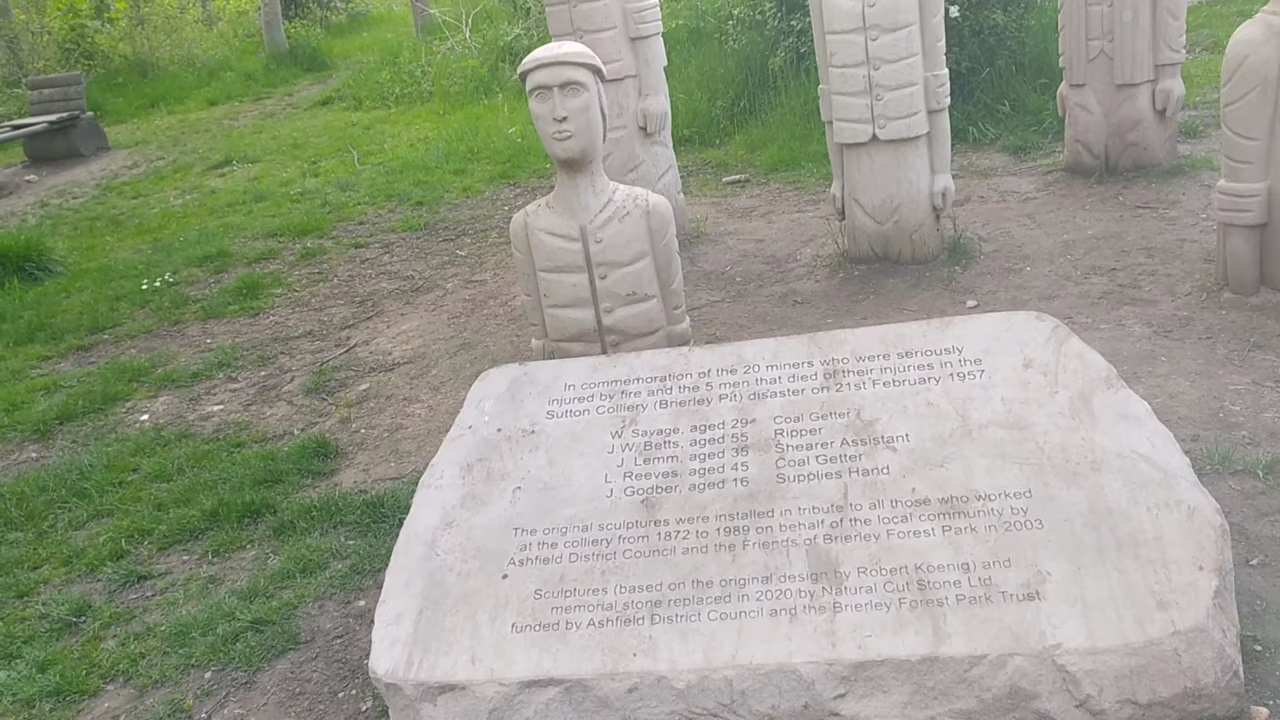 In commemoration of the 20 miners who were seriously
injured by fire and the 5 men that died of their injuries in the
Sutton Colliery (Brierley Pit) disaster on 21st February 1957.
W. Savage, aged 29 Coal Getter
J.W. Betts, aged 55 Ripper
J. Lemm, aged 35 Shearer Assistant
L. Reeves, aged 45 Coal Getter
J. Godber, aged 16 Supplies Hand
The original sculptures were installed in tribute to all those who worked
at the colliery from 1872 to 1989 on behalf of the local community by
Ashfield District Council and the Friends of Brierley Forest Park in 2003
Sculptures (based on the original design by Robert Koenig) and
memorial stone replaced in 2020 by Natural Cut Stone Ltd.
funded by Ashfield District Council and the Brierley Forest Park Trust.